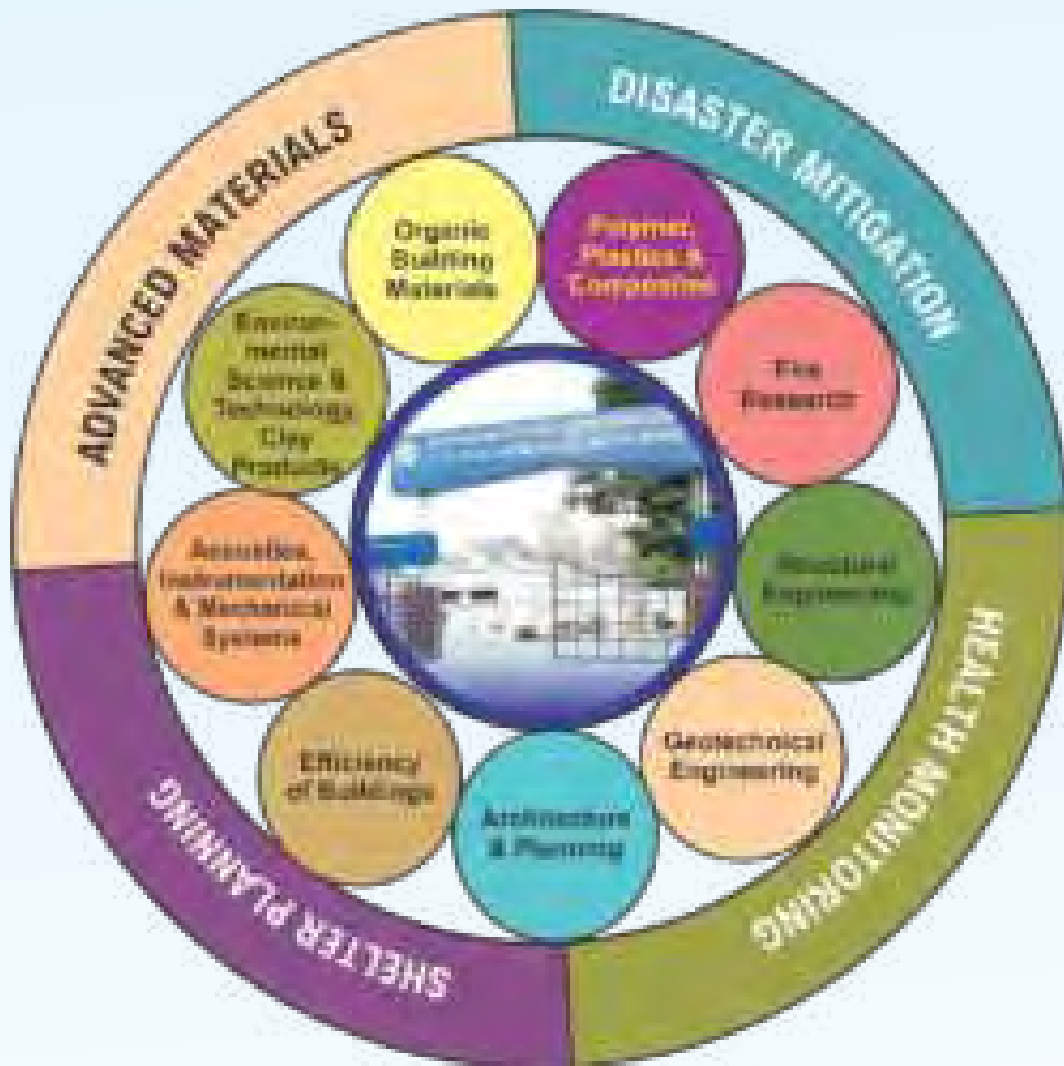 ADVANCED MATERIALS
DISASTER MITIGATION
HEALTH MONITORING
SHELTER PLANNING
Organic
Building
Materials
Polymer,
Plastics &
Composites
Fire
Research
Structural
Engineering
Geotechnical
Engineering
Architecture
& Planning
Efficiency
of Buildings
Acoustics,
Instrumentation
& Mechanical
Systems
Environ-
mental
Science &
Technology,
Clay
Products